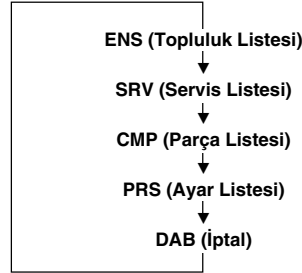 ENS (Topluluk Listesi)
SRV (Servis Listesi)
CMP (Parça Listesi)
PRS (Ayar Listesi)
DAB (İptal)